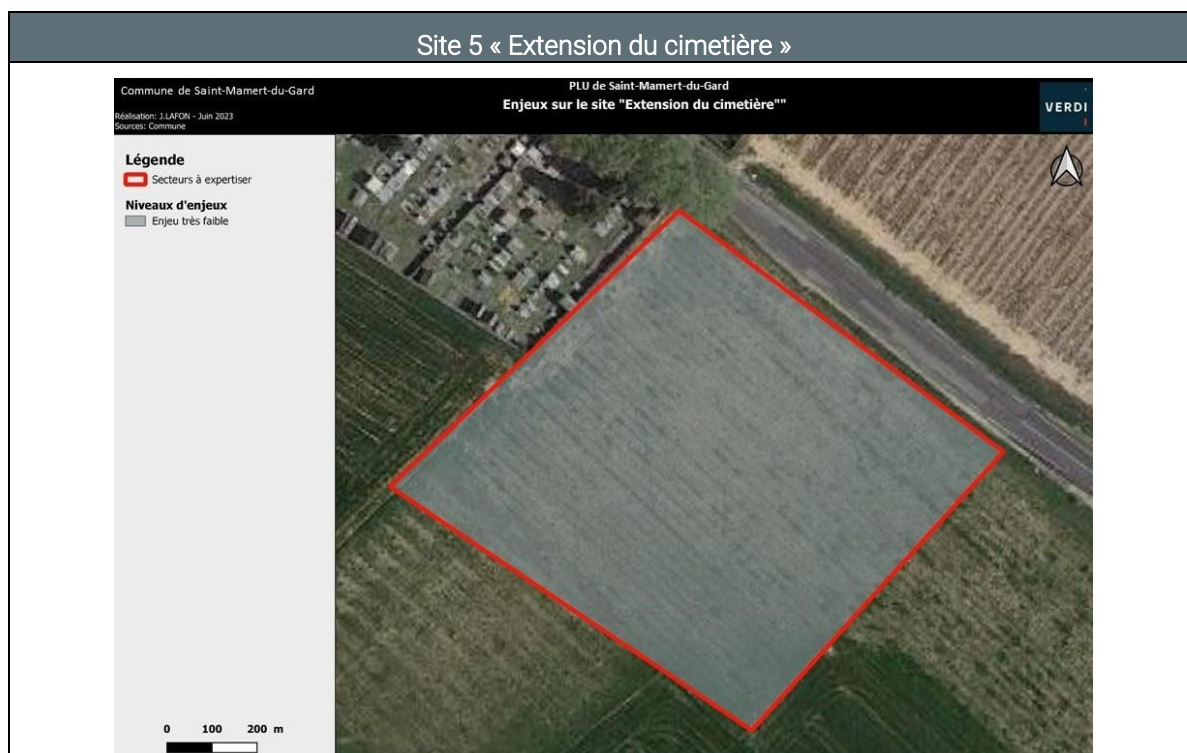 Site 5 « Extension du cimetière »
Commune de Saint-Mamert-du-Gard
Réalisation: J.LAFON - Juin 2023
Sources: Commune
PLU de Saint-Mamert-du-Gard
Enjeux sur le site "Extension du cimetière""
VERDI
Légende
Secteurs à expertiser
Niveaux d'enjeux
Enjeu très faible
0 100 200 m